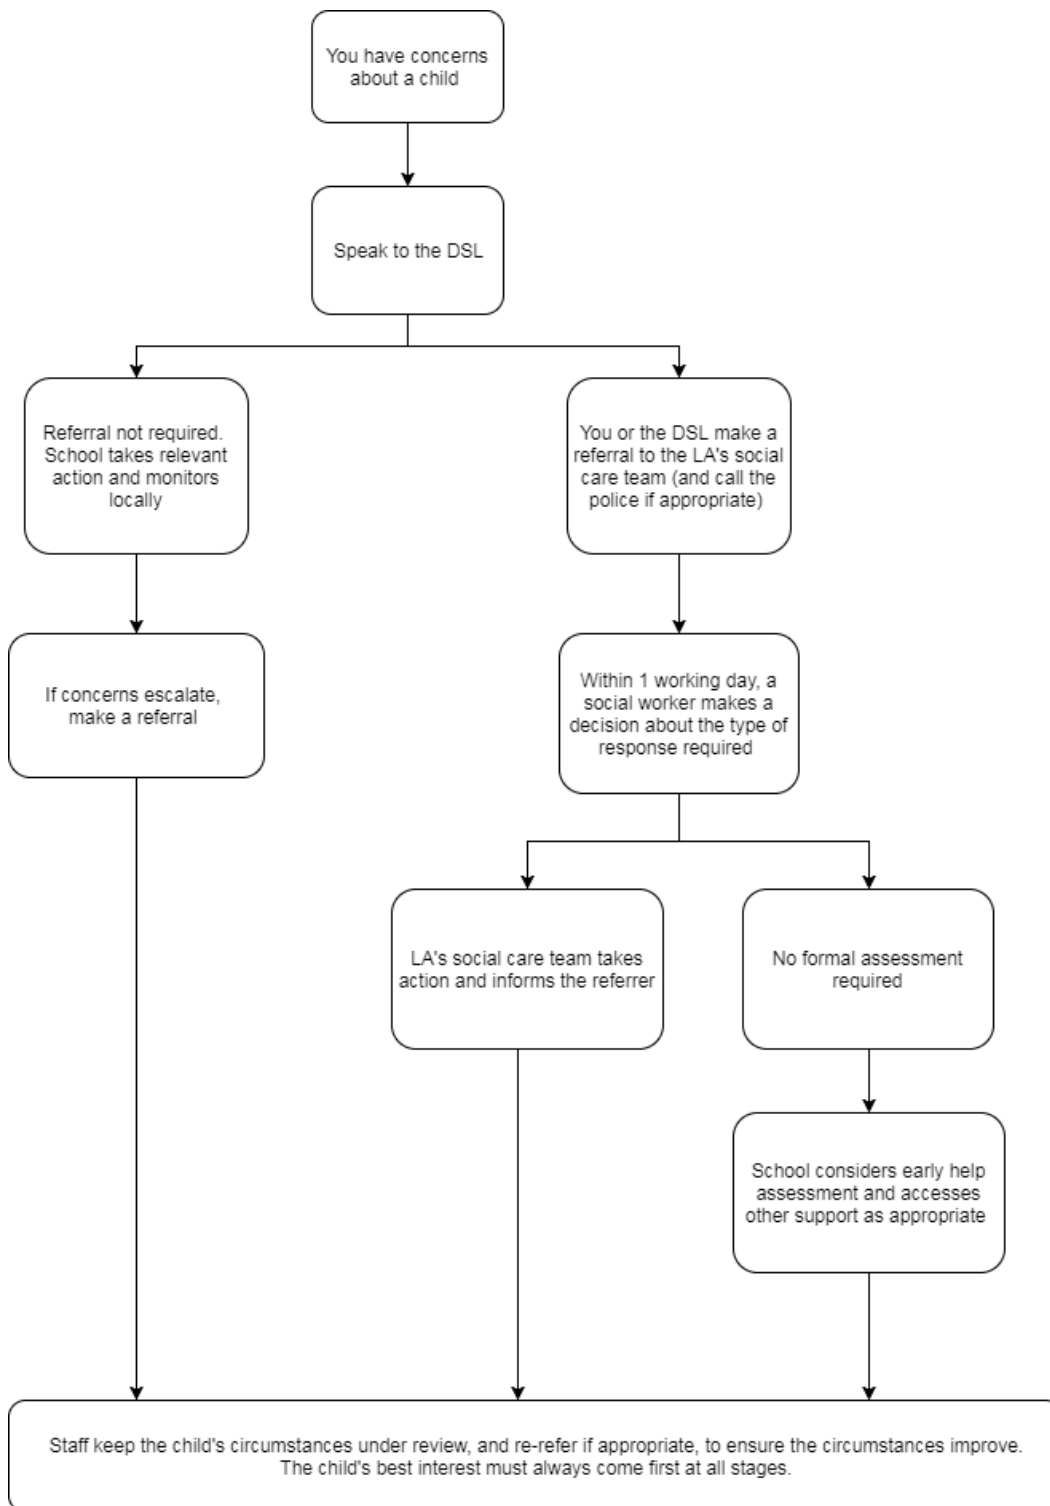 You have concerns
about a child
Speak to the DSL
Referral not required.
School takes relevant
action and monitors
locally
You or the DSL make a
referral to the LA's social
care team (and call the
police if appropriate)
If concerns escalate,
make a referral
Within 1 working day, a
social worker makes a
decision about the type of
response required
LA's social care team takes
action and informs the referrer
No formal assessment
required
School considers early help
assessment and accesses
other support as appropriate
Staff keep the child's circumstances under review, and re-refer if appropriate, to ensure the circumstances improve.
The child's best interest must always come first at all stages.